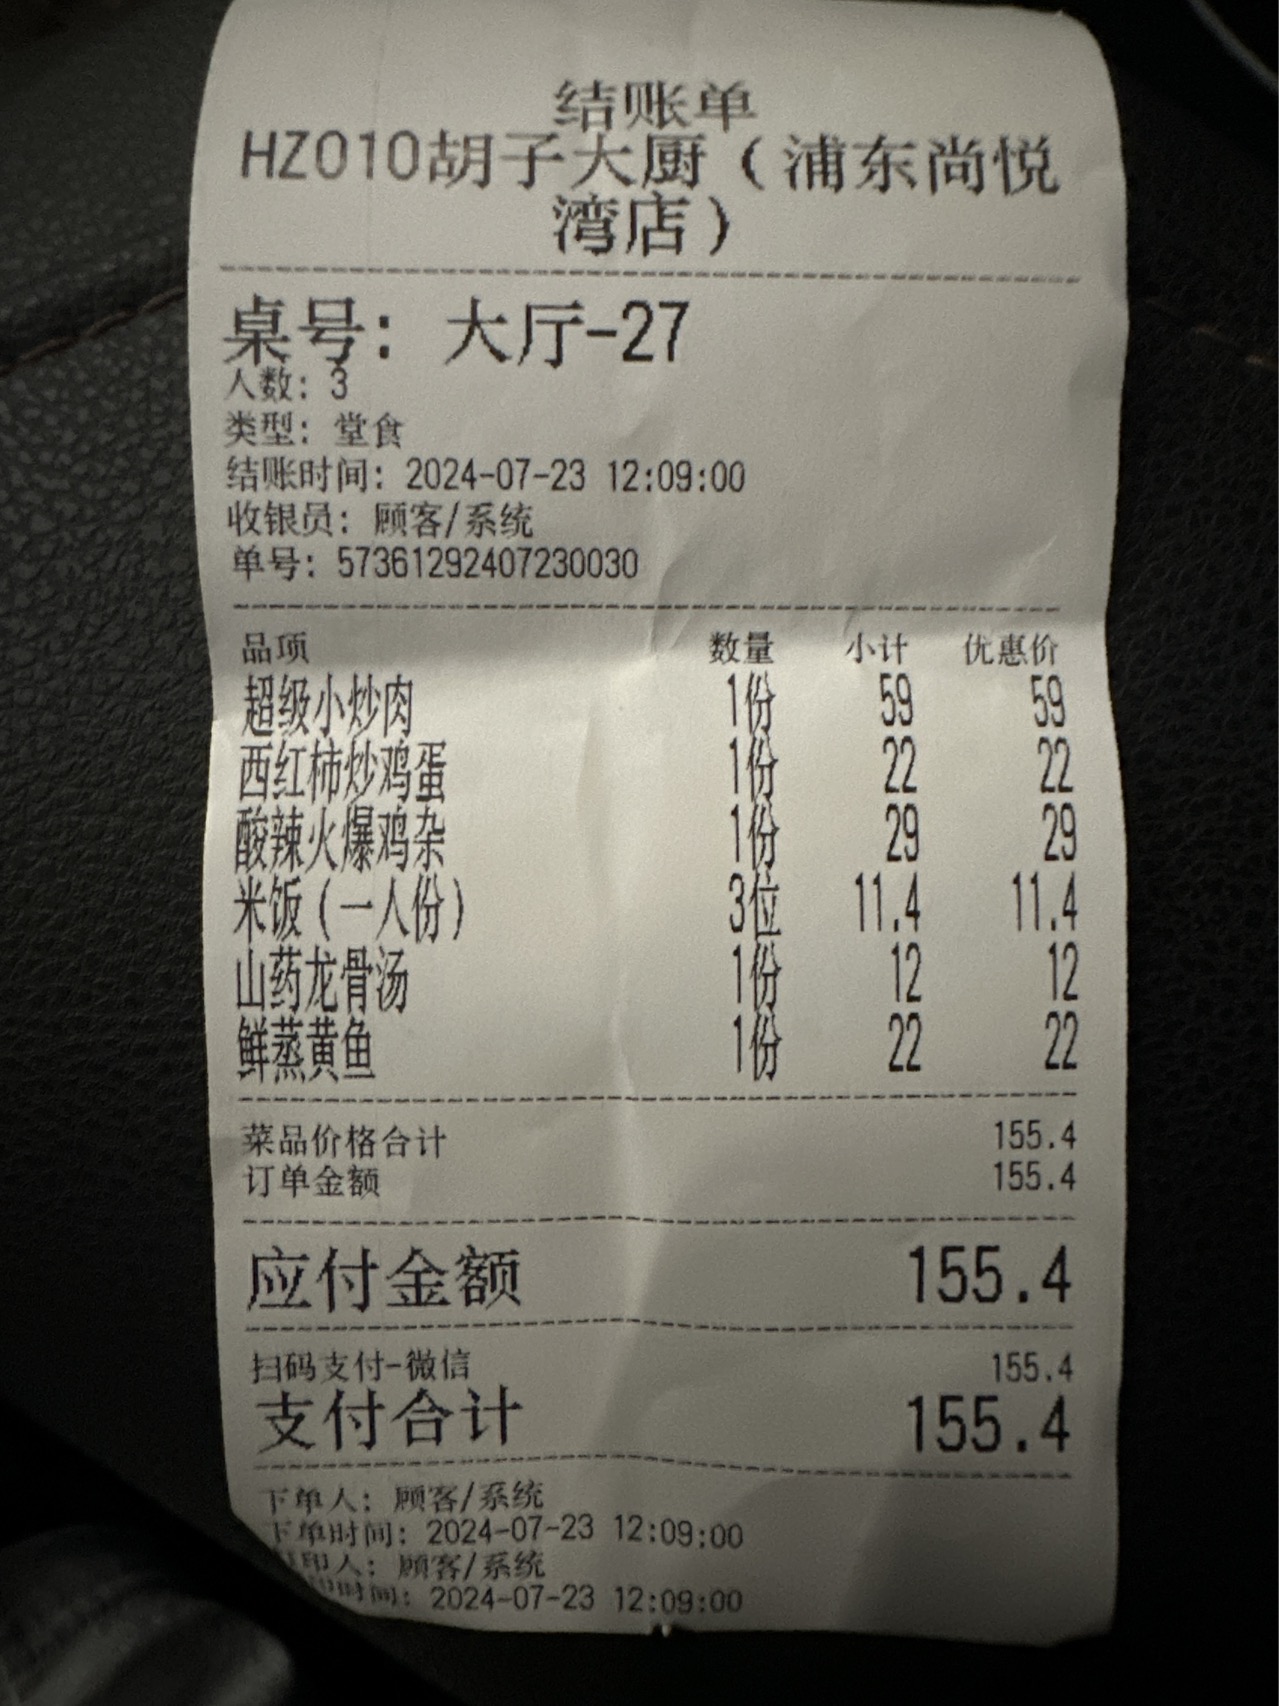 结账单
HZ010胡子大厨（浦东尚悦
湾店）
桌号： 大厅-27
人数：3
类型：堂食
结账时间：2024-07-23 12:09:00
收银员：顾客/系统
单号：57361292407230030
品项 数量 小计 优惠价
超级小炒肉 1份 59 59
西红柿炒鸡蛋 1份 22 22
酸辣火爆鸡杂 1份 29 29
米饭（一人份） 3位 11.4 11.4
山药龙骨汤 1份 12 12
鲜蒸黄鱼 1份 22 22
菜品价格合计 155.4
订单金额 155.4
应付金额 155.4
扫码支付-微信 155.4
支付合计 155.4
下单人：顾客/系统
下单时间：2024-07-23 12:09:00
印人：顾客/系统
时间：2024-07-23 12:09:00